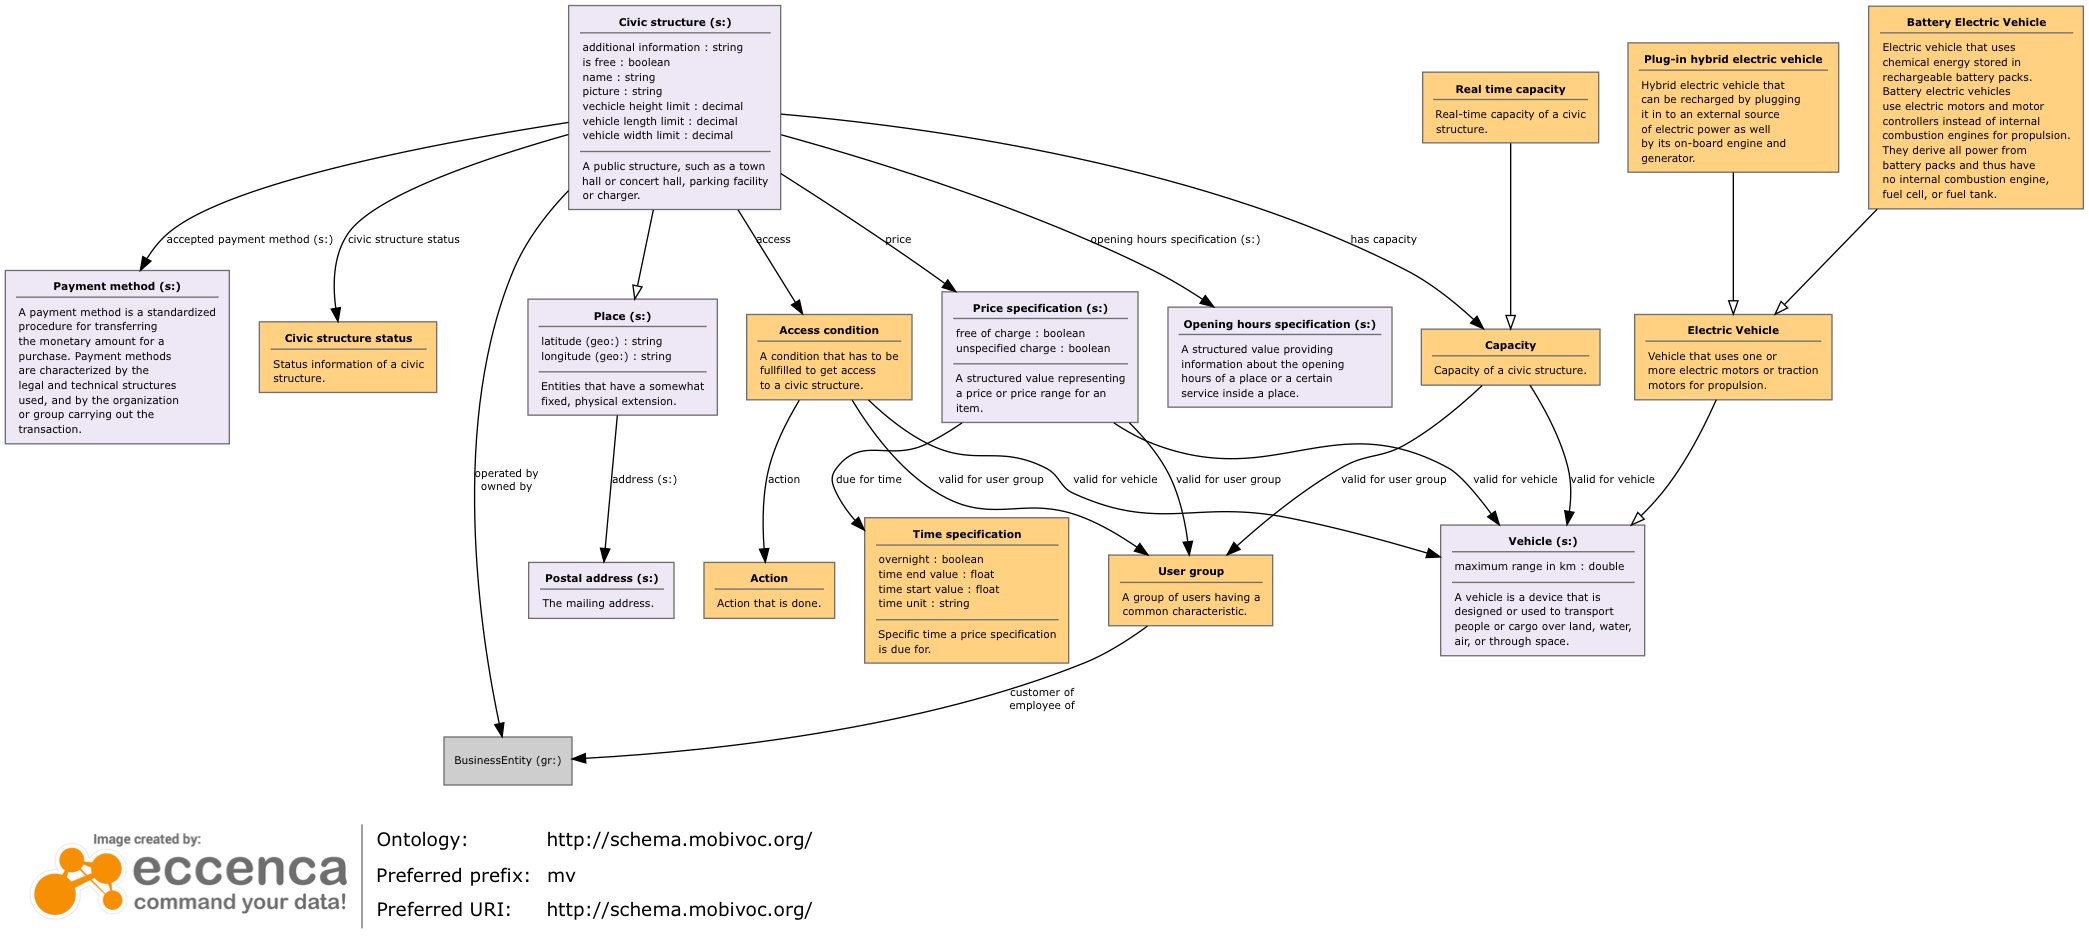 Civic structure (s:)
additional information : string
is free : boolean
name : string
picture : string
vechicle height limit : decimal
vehicle length limit : decimal
vehicle width limit : decimal
A public structure, such as a town
hall or concert hall, parking facility
or charger.
Real time capacity
Real-time capacity of a civic
structure.
Plug-in hybrid electric vehicle
Hybrid electric vehicle that
can be recharged by plugging
it in to an external source
of electric power as well
by its on-board engine and
generator.
Battery Electric Vehicle
Electric vehicle that uses
chemical energy stored in
rechargeable battery packs.
Battery electric vehicles
use electric motors and motor
controllers instead of internal
combustion engines for propulsion.
They derive all power from
battery packs and thus have
no internal combustion engine,
fuel cell, or fuel tank.
accepted payment method (s:)
civic structure status
access
price
opening hours specification (s:)
has capacity
Payment method (s:)
A payment method is a standardized
procedure for transferring
the monetary amount for a
purchase. Payment methods
are characterized by the
legal and technical structures
used, and by the organization
or group carrying out the
transaction.
Civic structure status
Status information of a civic
structure.
Place (s:)
latitude (geo:) : string
longitude (geo:) : string
Entities that have a somewhat
fixed, physical extension.
Access condition
A condition that has to be
fullfilled to get access
to a civic structure.
Price specification (s:)
free of charge : boolean
unspecified charge : boolean
A structured value representing
a price or price range for an
item.
Opening hours specification (s:)
A structured value providing
information about the opening
hours of a place or a certain
service inside a place.
Capacity
Capacity of a civic structure.
Electric Vehicle
Vehicle that uses one or
more electric motors or traction
motors for propulsion.
operated by
owned by
address (s:)
action
due for time
valid for user group
valid for vehicle
valid for user group
valid for user group
valid for vehicle
valid for vehicle
Postal address (s:)
The mailing address.
Action
Action that is done.
Time specification
overnight : boolean
time end value : float
time start value : float
time unit : string
Specific time a price specification
is due for.
User group
A group of users having a
common characteristic.
Vehicle (s:)
maximum range in km : double
A vehicle is a device that is
designed or used to transport
people or cargo over land, water,
air, or through space.
customer of
employee of
BusinessEntity (gr:)
Image created by:
eccenca
command your data!
Ontology: http://schema.mobivoc.org/
Preferred prefix: mv
Preferred URI: http://schema.mobivoc.org/